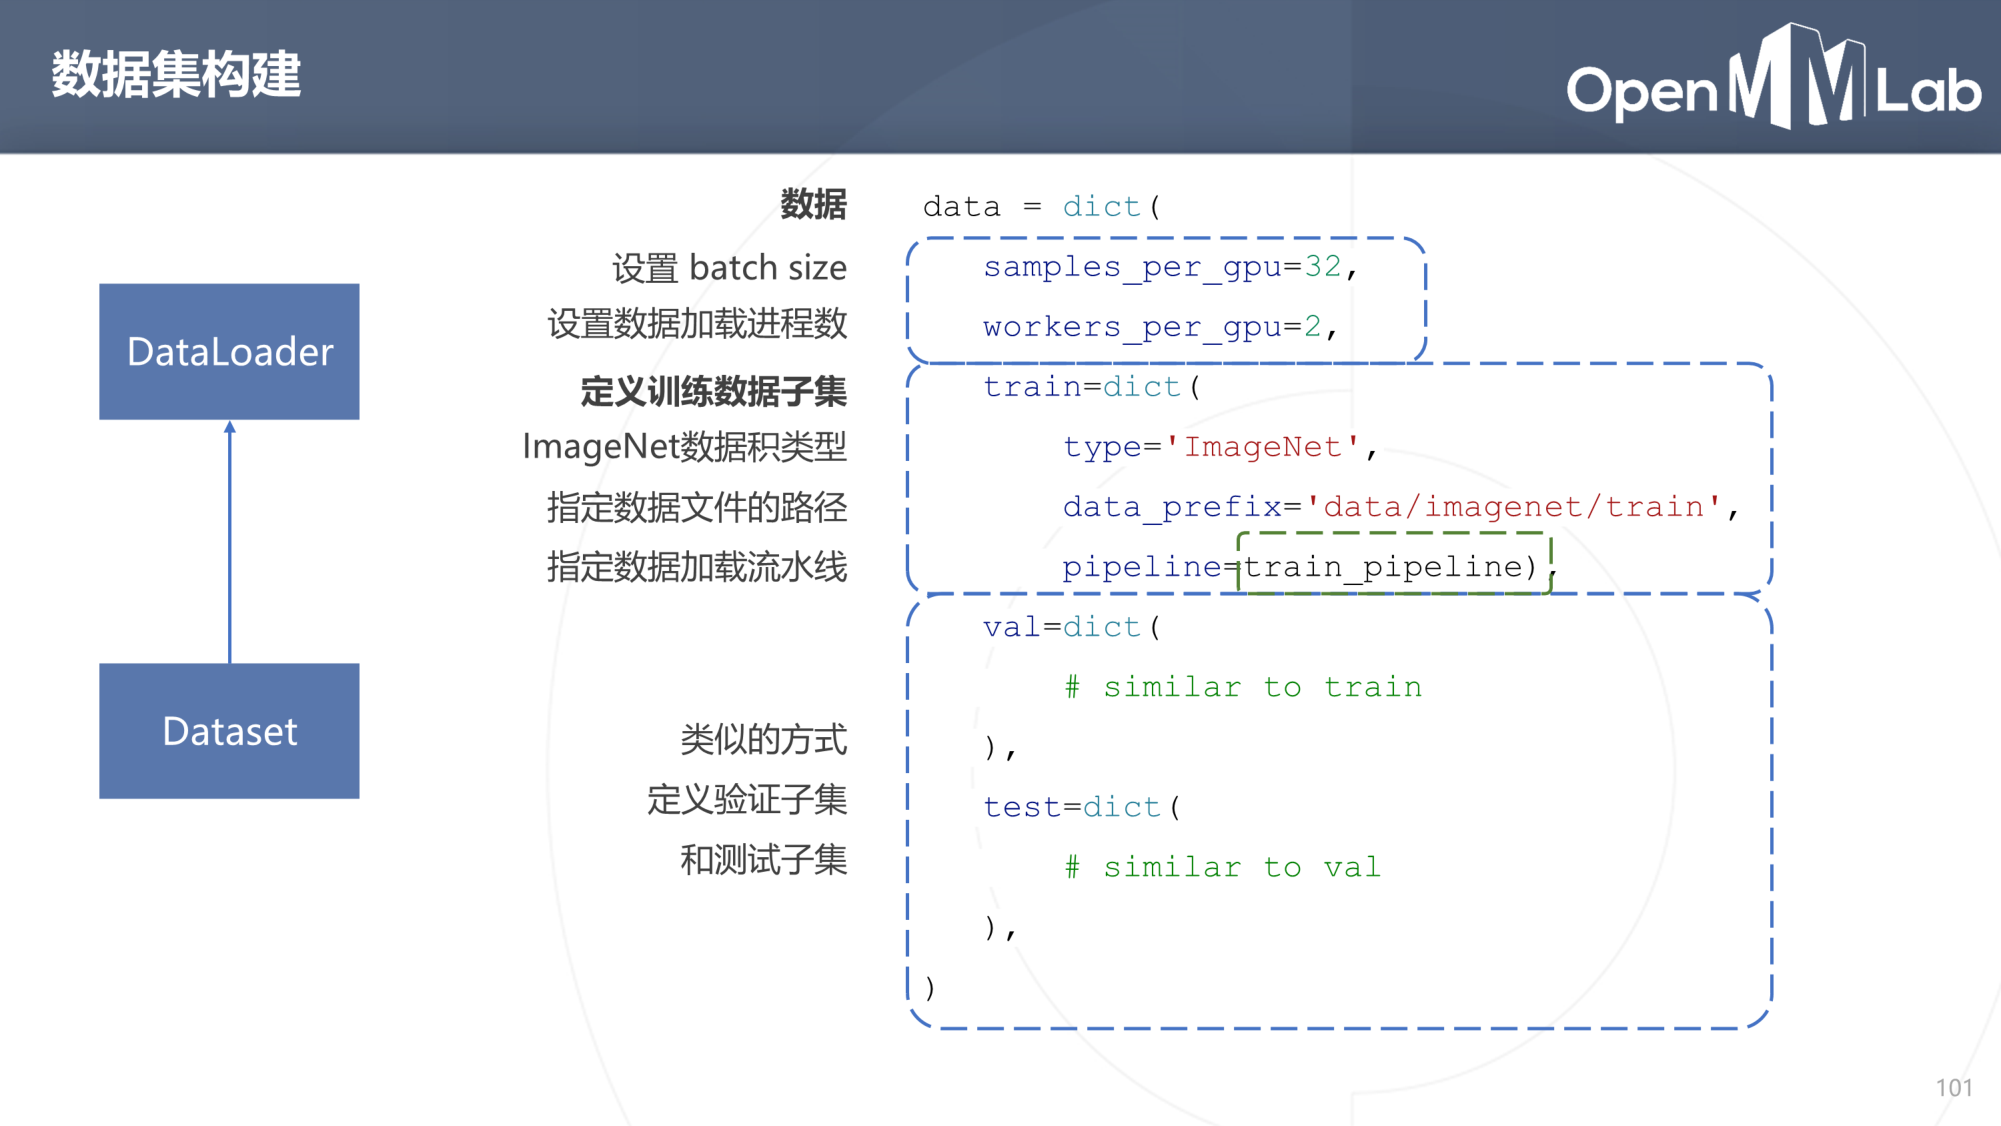 数据集构建
OpenMMLab
DataLoader
Dataset
数据
设置 batch size
设置数据加载进程数
定义训练数据子集
ImageNet数据积类型
指定数据文件的路径
指定数据加载流水线
类似的方式
定义验证子集
和测试子集
data = dict(
samples_per_gpu=32,
workers_per_gpu=2,
train=dict(
type='ImageNet',
data_prefix='data/imagenet/train',
pipeline=train_pipeline),
val=dict(
# similar to train
),
test=dict(
# similar to val
),
)
101